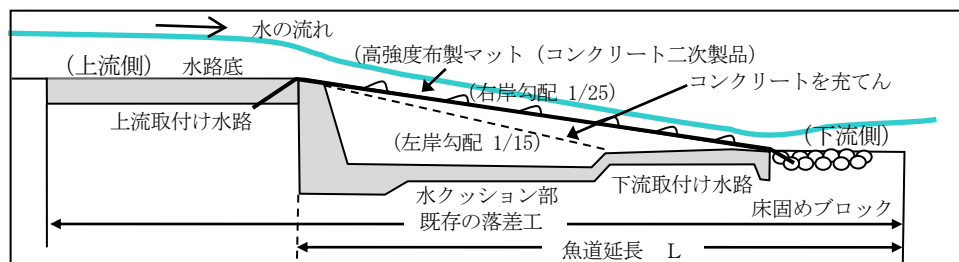 水の流れ
(高強度布製マット（コンクリート二次製品）
(上流側)　水路底
コンクリートを充てん
(右岸勾配 1/25)
上流取付け水路
(下流側)
(左岸勾配 1/15)
水クッション部
下流取付け水路
床固めブロック
既存の落差工
魚道延長　L